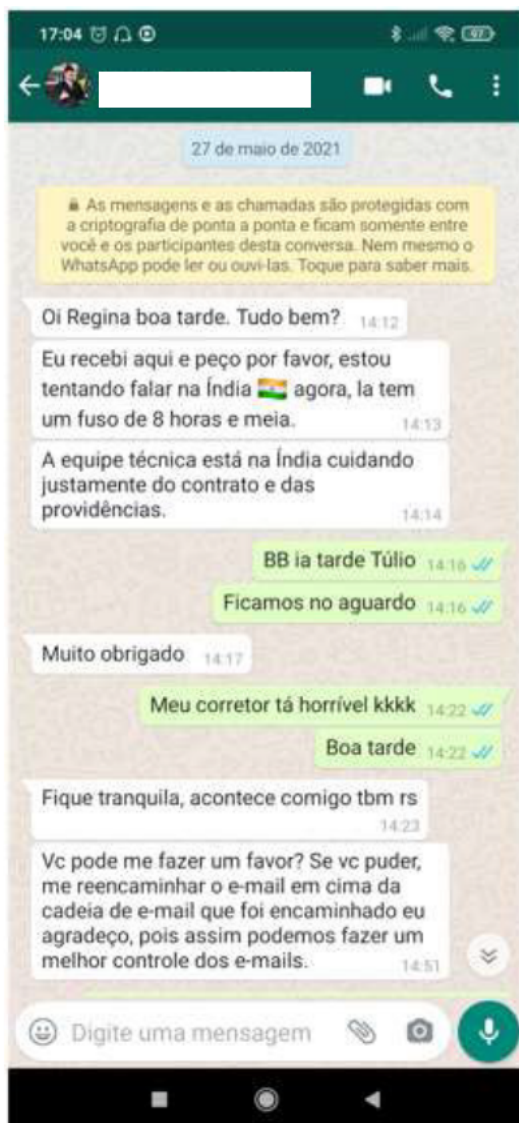 17:04
97
27 de maio de 2021
As mensagens e as chamadas são protegidas com
a criptografia de ponta a ponta e ficam somente entre
você e os participantes desta conversa. Nem mesmo o
WhatsApp pode ler ou ouvi-las. Toque para saber mais.
Oi Regina boa tarde. Tudo bem? 14:12
Eu recebi aqui e peço por favor, estou
tentando falar na Índia 🇮🇳 agora, la tem
um fuso de 8 horas e meia. 14:13
A equipe técnica está na Índia cuidando
justamente do contrato e das
providências. 14:14
BB ia tarde Túlio 14:16
Ficamos no aguardo 14:16
Muito obrigado 14:17
Meu corretor tá horrível kkkk 14:22
Boa tarde 14:22
Fique tranquila, acontece comigo tbm rs
14:23
Vc pode me fazer um favor? Se vc puder,
me reencaminhar o e-mail em cima da
cadeia de e-mail que foi encaminhado eu
agradeço, pois assim podemos fazer um
melhor controle dos e-mails. 14:51
Digite uma mensagem